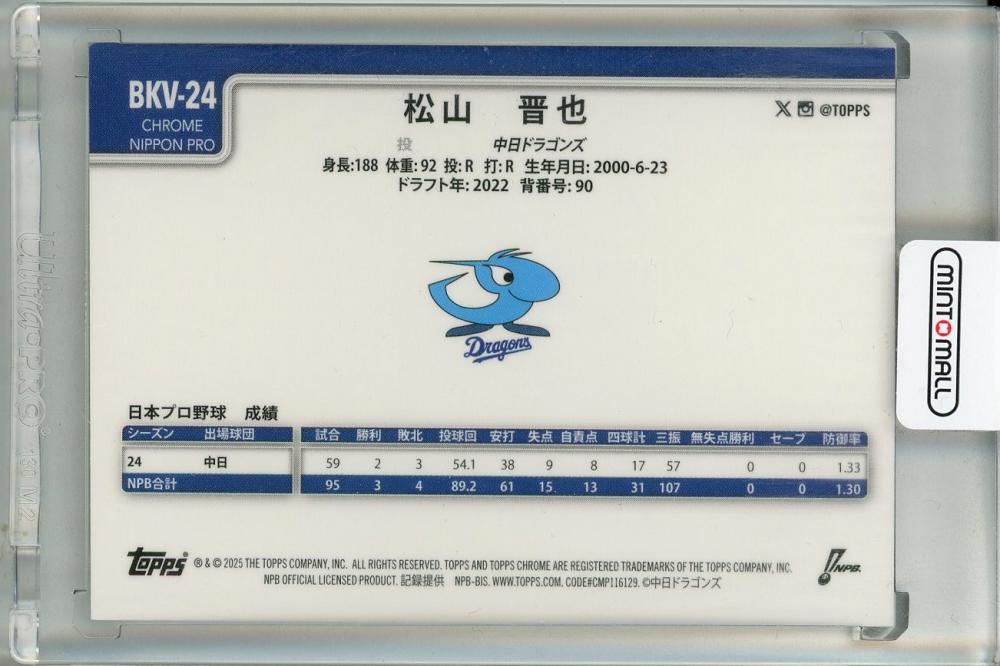 BKV-24
CHROME
NIPPON PRO
松山 晋也
@TOPPS
投 中日ドラゴンズ
身長:188 体重:92 投:R 打:R 生年月日:2000-6-23
ドラフト年:2022 背番号:90
Dragons
日本プロ野球 成績
シーズン 出場球団 試合 勝利 敗北 投球回 安打 失点 自責点 四球計 三振 無失点勝利 セーブ 防御率
24 中日 59 2 3 54.1 38 9 8 17 57 0 0 1.33
NPB合計 95 3 4 89.2 61 15 13 31 107 0 0 1.30
topps ® & © 2025 THE TOPPS COMPANY, INC. ALL RIGHTS RESERVED. TOPPS AND TOPPS CHROME ARE REGISTERED TRADEMARKS OF THE TOPPS COMPANY, INC.
NPB OFFICIAL LICENSED PRODUCT. 記録提供 NPB-BIS. WWW.TOPPS.COM. CODE#CMP116129. ©中日ドラゴンズ
NPB.
MINT MALL
Ultra·PRO® 130 M2